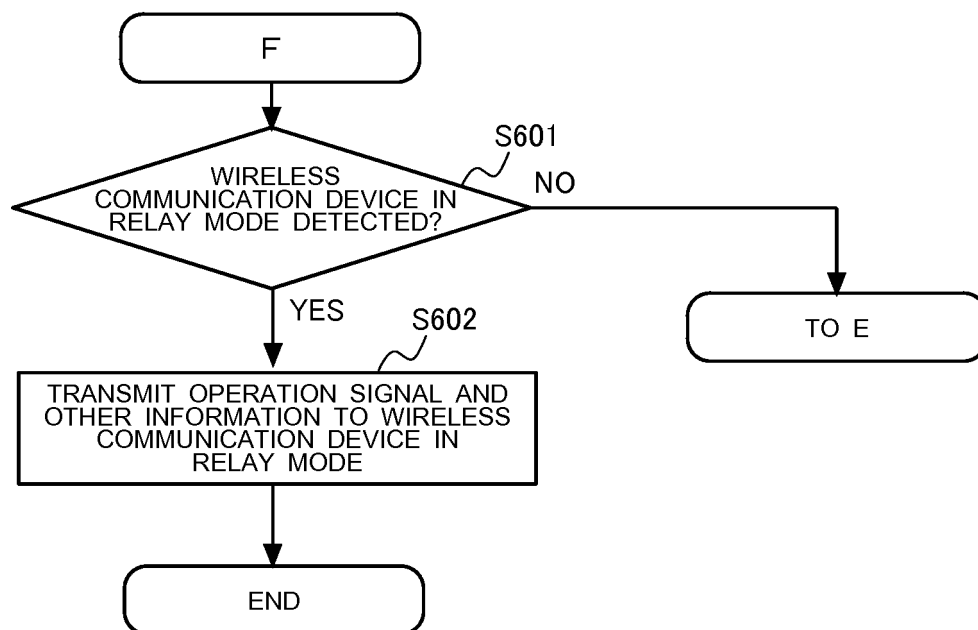 F
S601
WIRELESS
COMMUNICATION DEVICE IN
RELAY MODE DETECTED?
NO
YES
TO E
S602
TRANSMIT OPERATION SIGNAL AND
OTHER INFORMATION TO WIRELESS
COMMUNICATION DEVICE IN
RELAY MODE
END